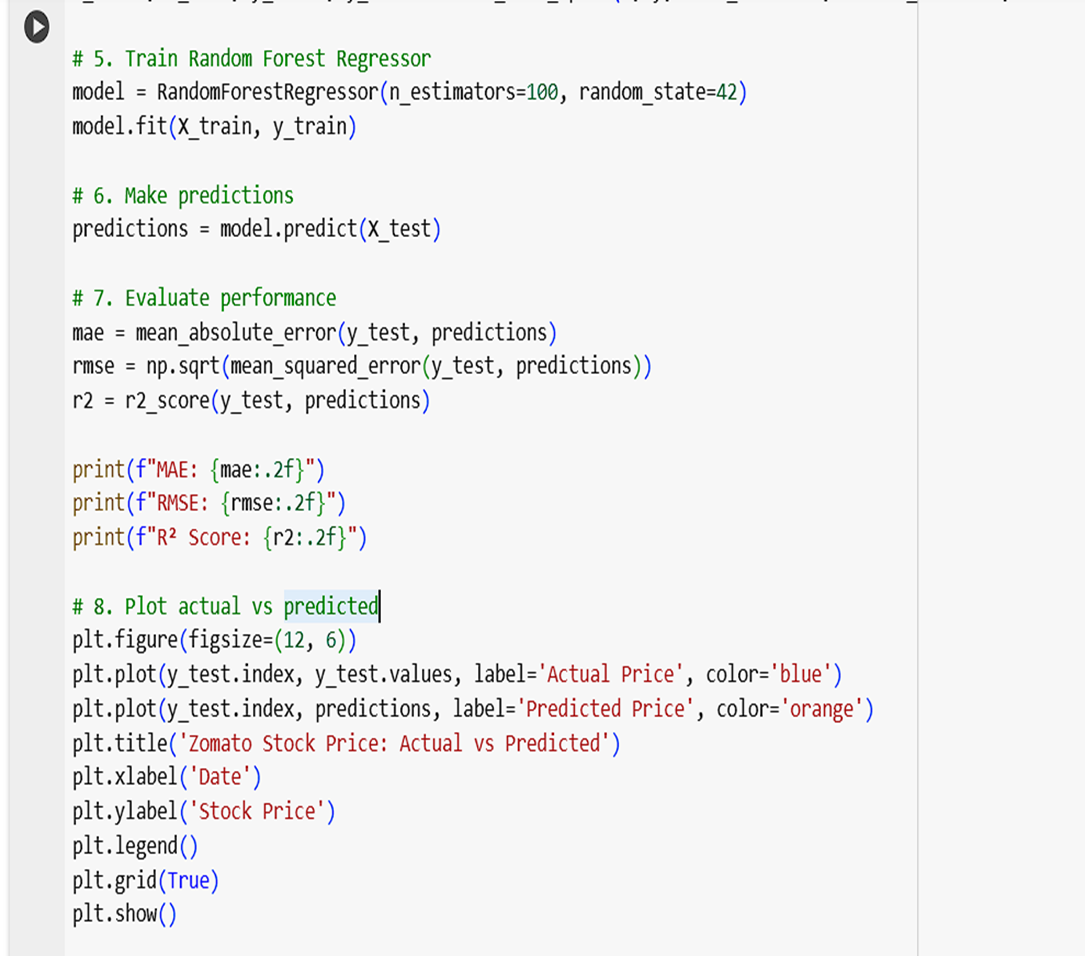 # 5. Train Random Forest Regressor
model = RandomForestRegressor(n_estimators=100, random_state=42)
model.fit(X_train, y_train)
# 6. Make predictions
predictions = model.predict(X_test)
# 7. Evaluate performance
mae = mean_absolute_error(y_test, predictions)
rmse = np.sqrt(mean_squared_error(y_test, predictions))
r2 = r2_score(y_test, predictions)
print(f"MAE: {mae:.2f}")
print(f"RMSE: {rmse:.2f}")
print(f"R² Score: {r2:.2f}")
# 8. Plot actual vs predicted
plt.figure(figsize=(12, 6))
plt.plot(y_test.index, y_test.values, label='Actual Price', color='blue')
plt.plot(y_test.index, predictions, label='Predicted Price', color='orange')
plt.title('Zomato Stock Price: Actual vs Predicted')
plt.xlabel('Date')
plt.ylabel('Stock Price')
plt.legend()
plt.grid(True)
plt.show()